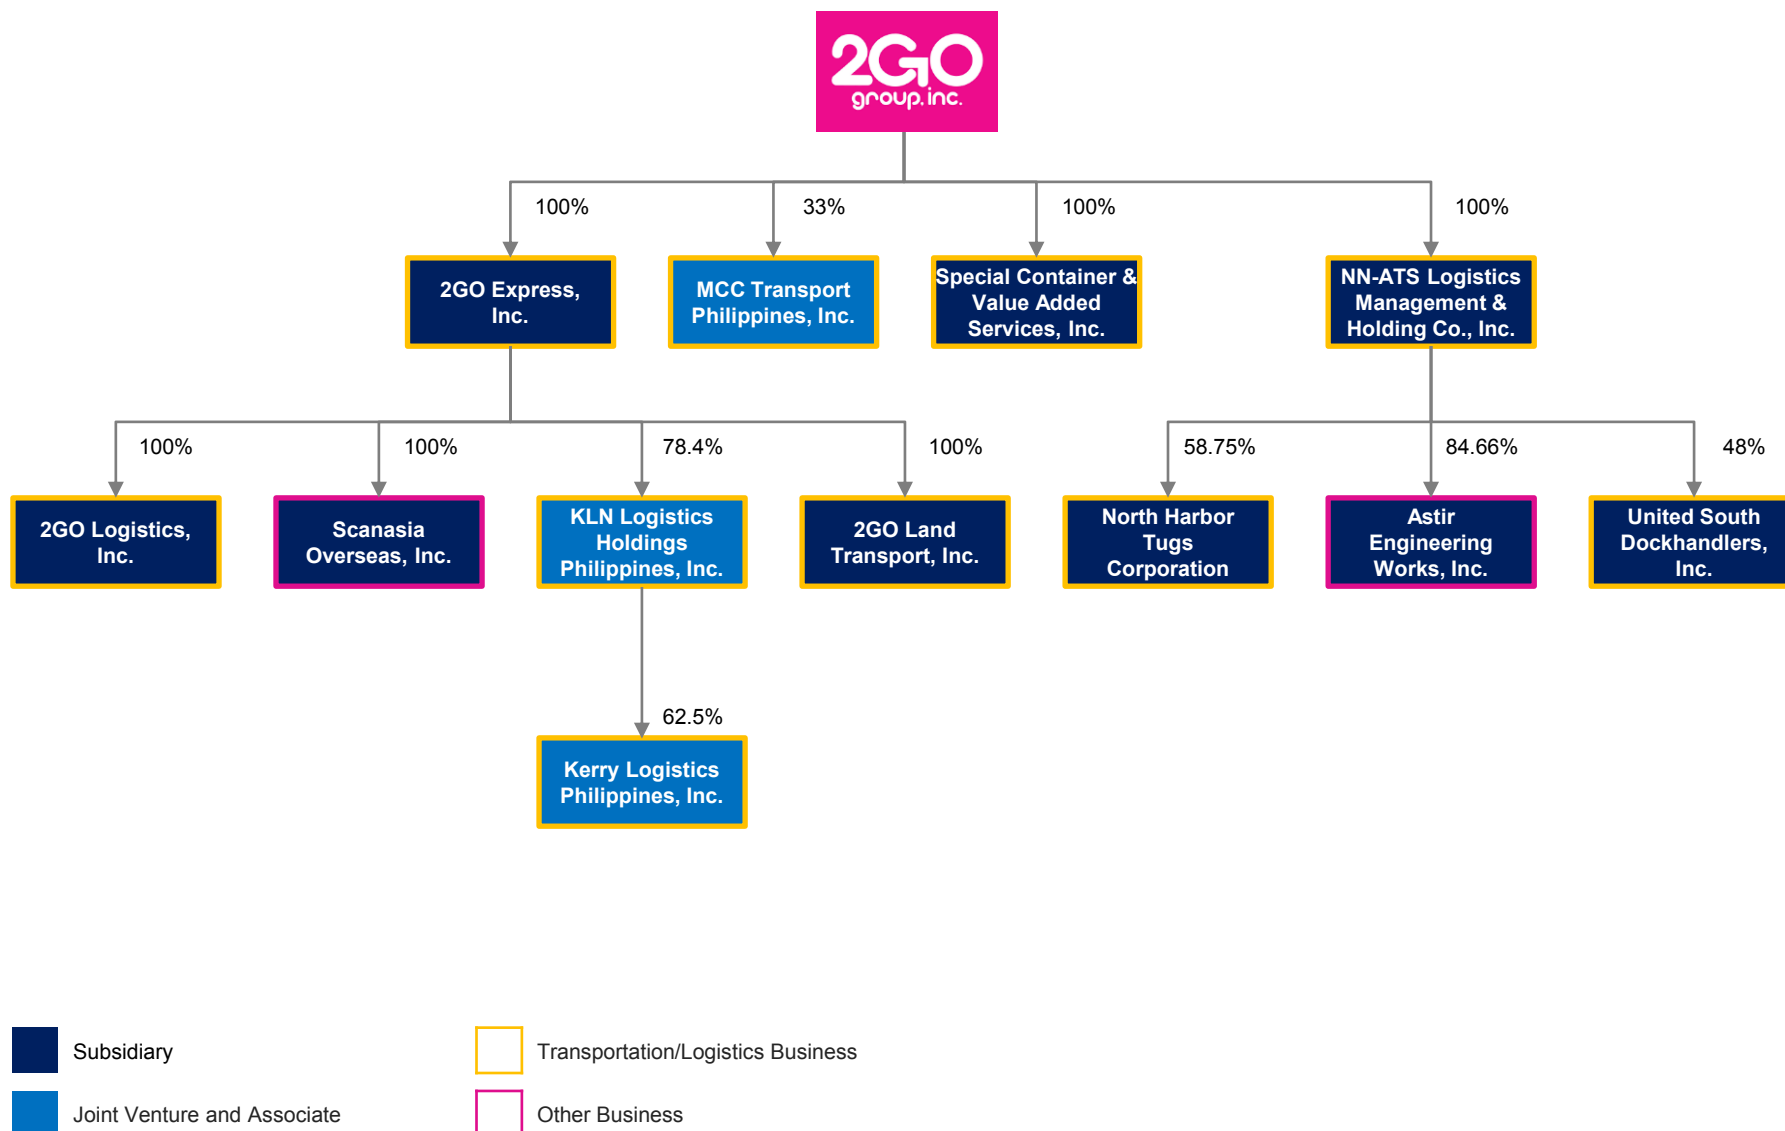 2GO
group.inc.
100%
33%
100%
100%
2GO Express,
Inc.
MCC Transport
Philippines, Inc.
Special Container &
Value Added
Services, Inc.
NN-ATS Logistics
Management &
Holding Co., Inc.
100%
100%
78.4%
100%
58.75%
84.66%
48%
2GO Logistics,
Inc.
Scanasia
Overseas, Inc.
KLN Logistics
Holdings
Philippines, Inc.
2GO Land
Transport, Inc.
North Harbor
Tugs
Corporation
Astir
Engineering
Works, Inc.
United South
Dockhandlers,
Inc.
62.5%
Kerry Logistics
Philippines, Inc.
Subsidiary
Transportation/Logistics Business
Joint Venture and Associate
Other Business